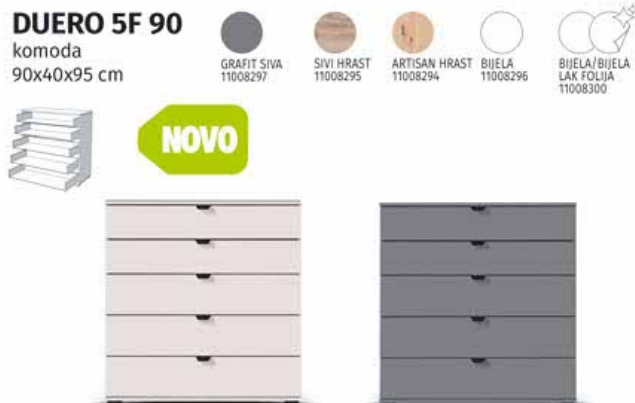 DUERO 5F 90
komoda
90x40x95 cm
GRAFIT SIVA
11008297
SIVI HRAST
11008295
ARTISAN HRAST
11008294
BIJELA
11008296
BIJELA/BIJELA
LAK FOLIJA
11008300
NOVO